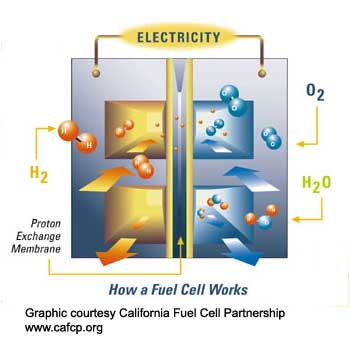 ELECTRICITY
O2
H2
H2O
Proton
Exchange
Membrane
H
H
O
O
How a Fuel Cell Works
Graphic courtesy California Fuel Cell Partnership
www.cafcp.org